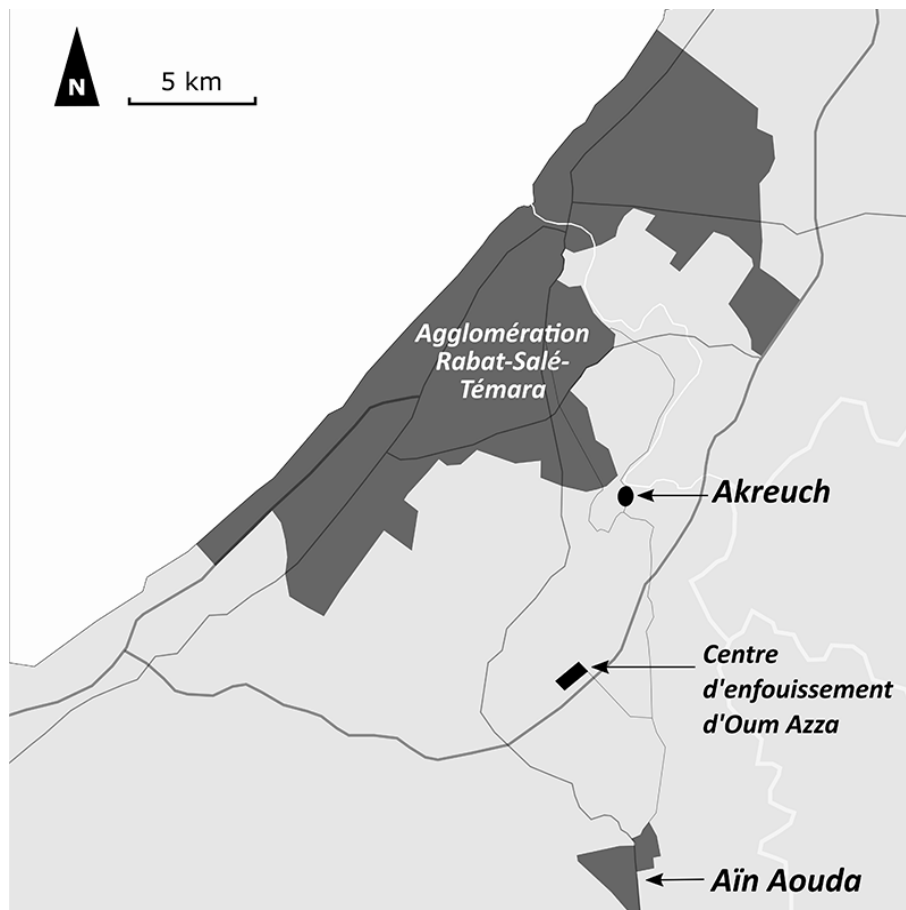 N
5 km
Agglomération
Rabat-Salé-
Témara
Akreuch
Centre
d'enfouissement
d'Oum Azza
Aïn Aouda